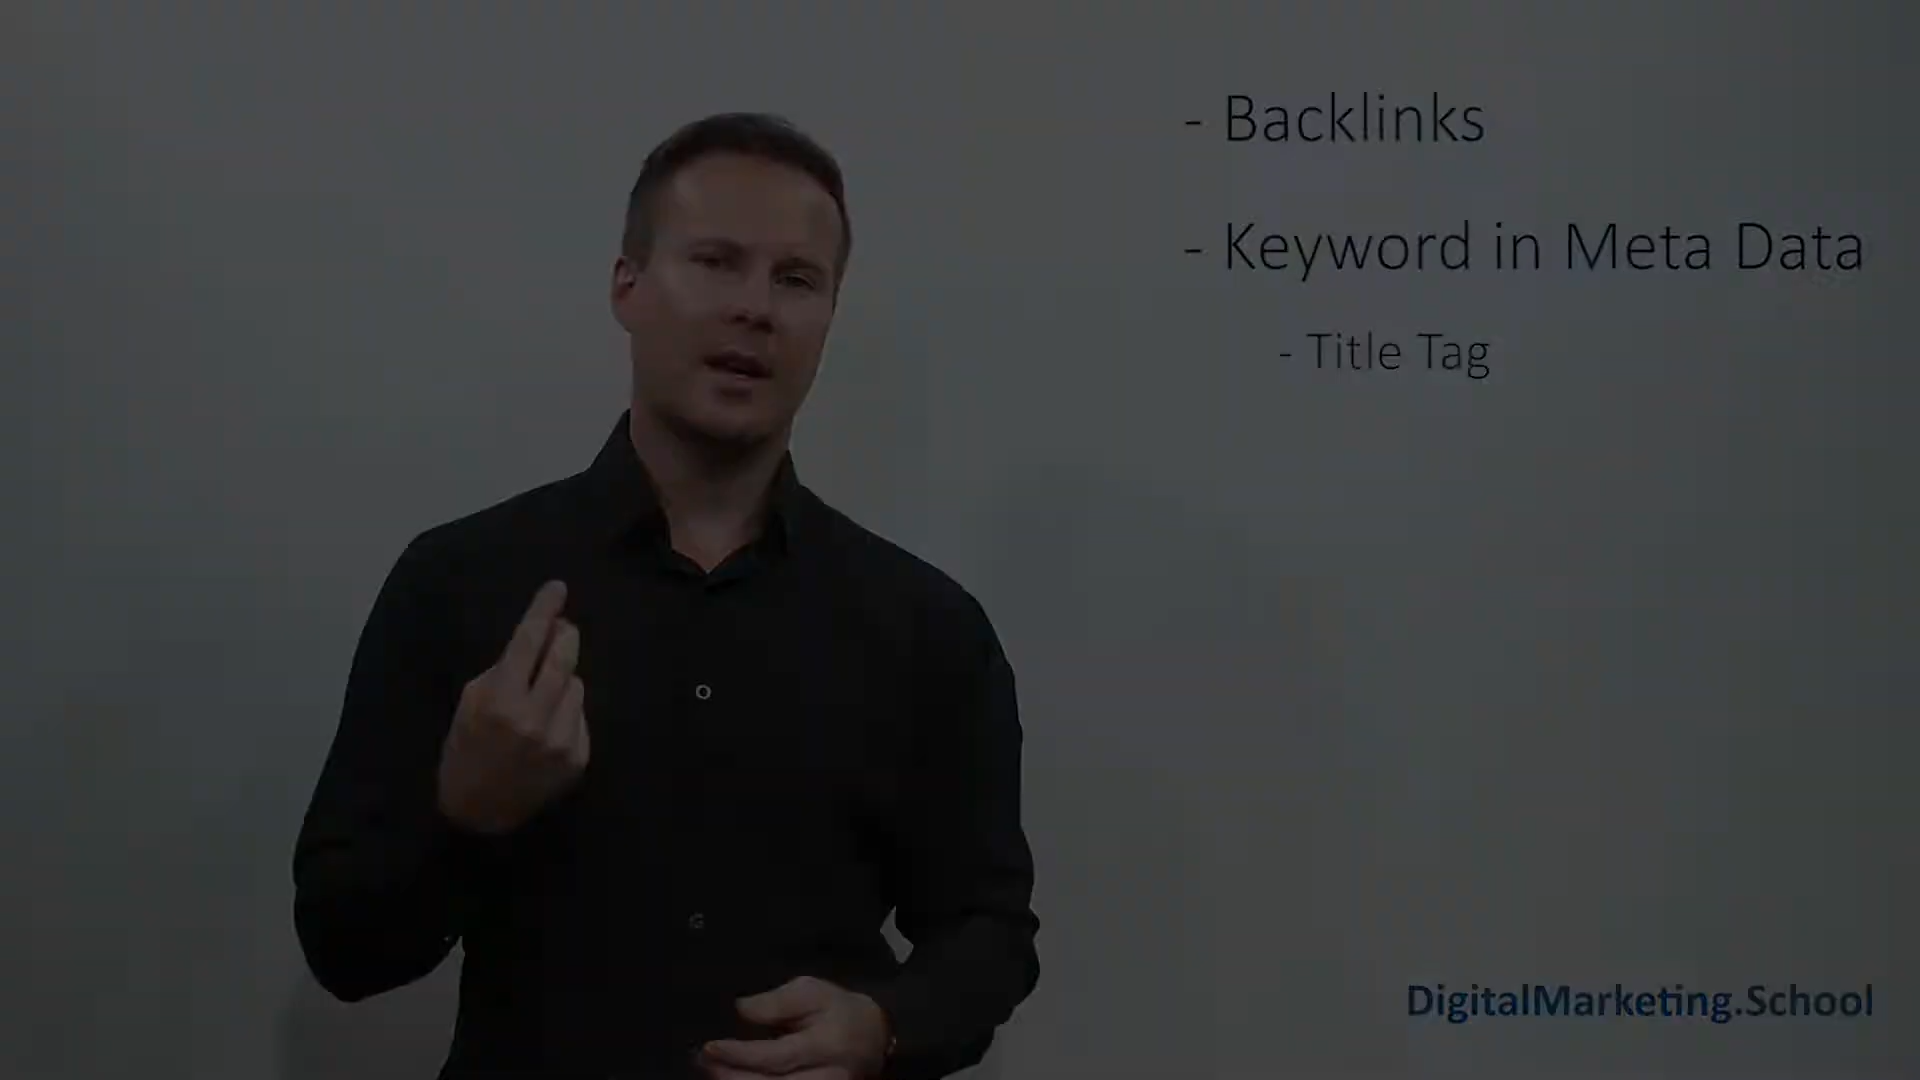 - Backlinks
- Keyword in Meta Data
- Title Tag
DigitalMarketing.School